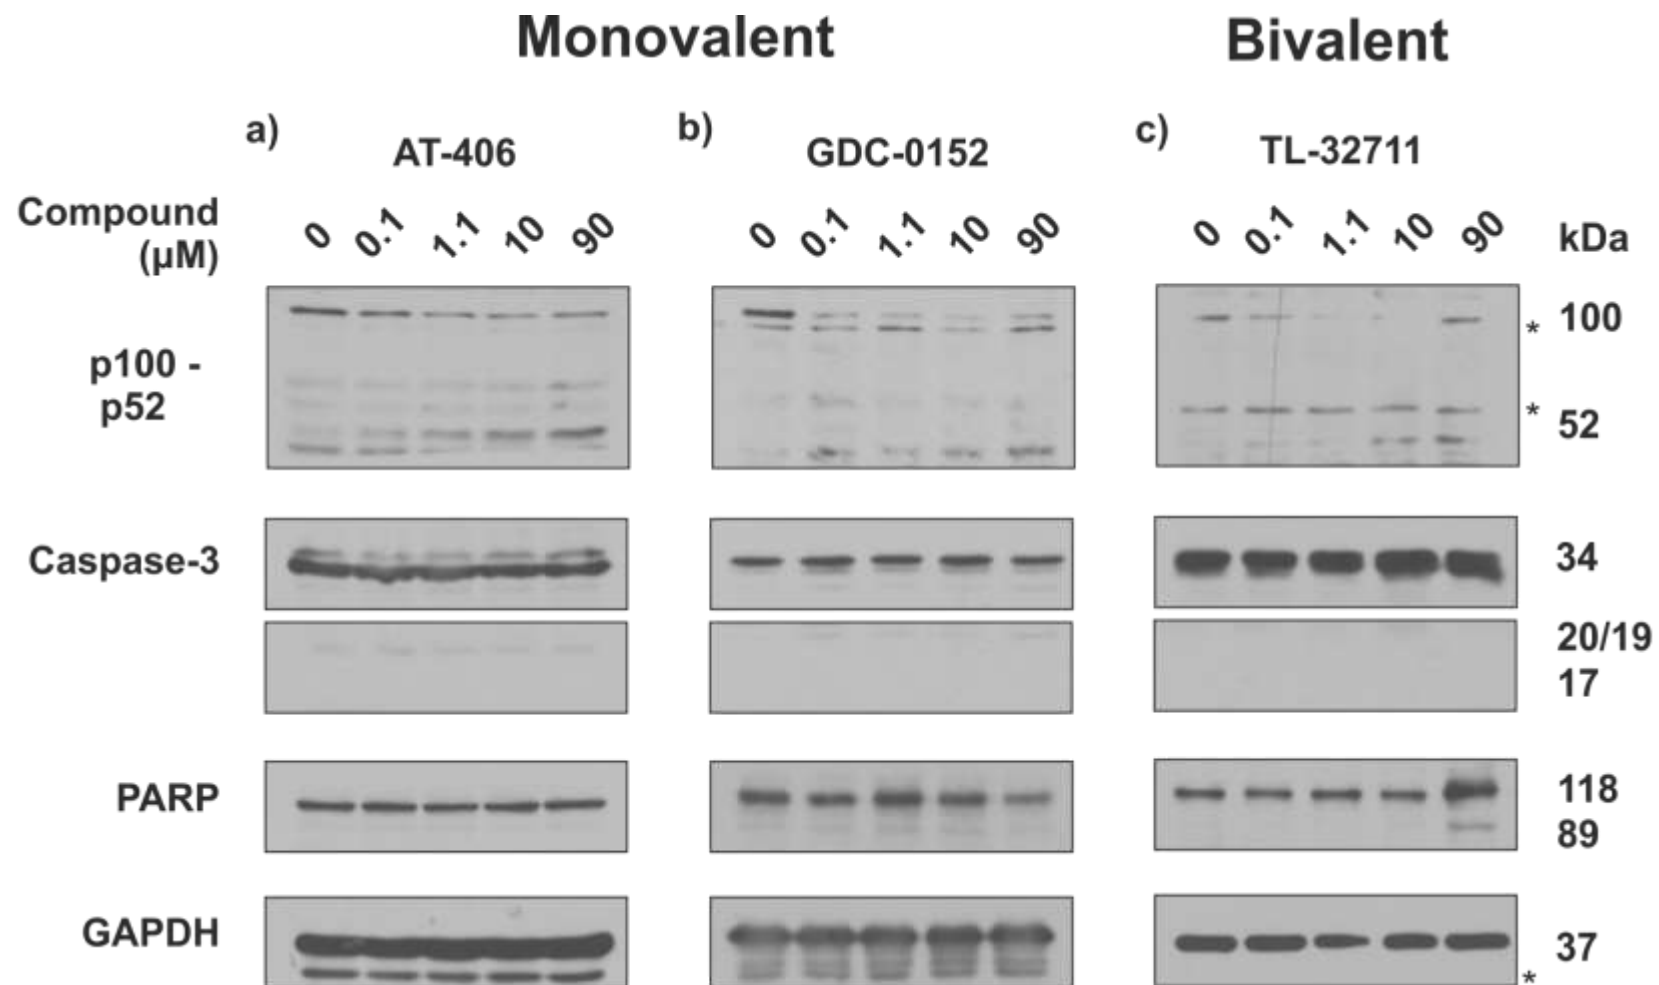 Monovalent Bivalent
a) b) c)
AT-406 GDC-0152 TL-32711
Compound
(µM)
0 0.1 1.1 10 90 0 0.1 1.1 10 90 0 0.1 1.1 10 90 kDa
p100 -
p52
* 100
* 52
Caspase-3 34
20/19
17
PARP 118
89
GAPDH 37
*